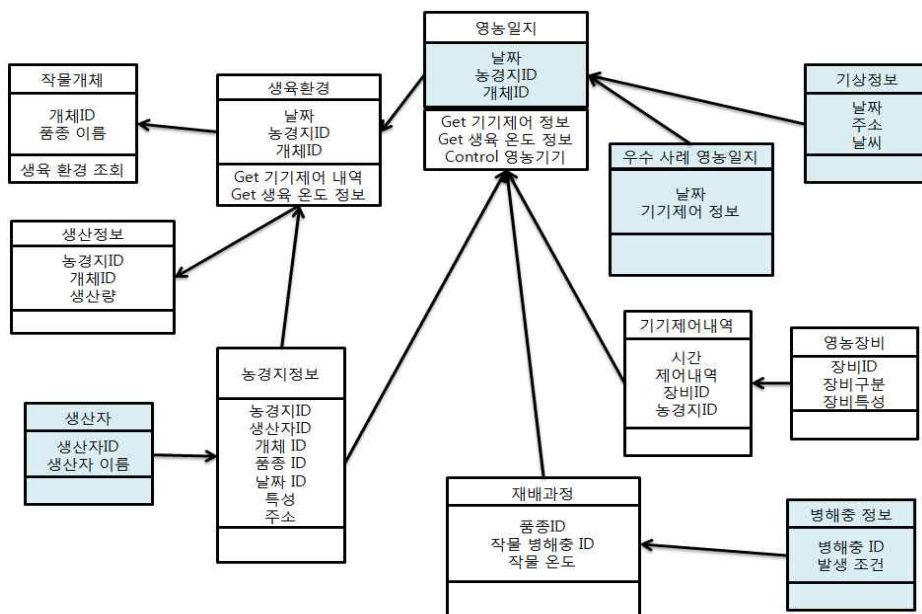 영농일지
날짜
농경지ID
개체ID
Get 기기제어 정보
Get 생육 온도 정보
Control 영농기기
작물개체
개체ID
품종 이름
생육 환경 조회
생육환경
날짜
농경지ID
개체ID
Get 기기제어 내역
Get 생육 온도 정보
기상정보
날짜
주소
날씨
우수 사례 영농일지
날짜
기기제어 정보
생산정보
농경지ID
개체ID
생산량
기기제어내역
시간
제어내역
장비ID
농경지ID
영농장비
장비ID
장비구분
장비특성
농경지정보
농경지ID
생산자ID
개체 ID
품종 ID
날짜 ID
특성
주소
생산자
생산자ID
생산자 이름
재배과정
품종ID
작물 병해충 ID
작물 온도
병해충 정보
병해충 ID
발생 조건